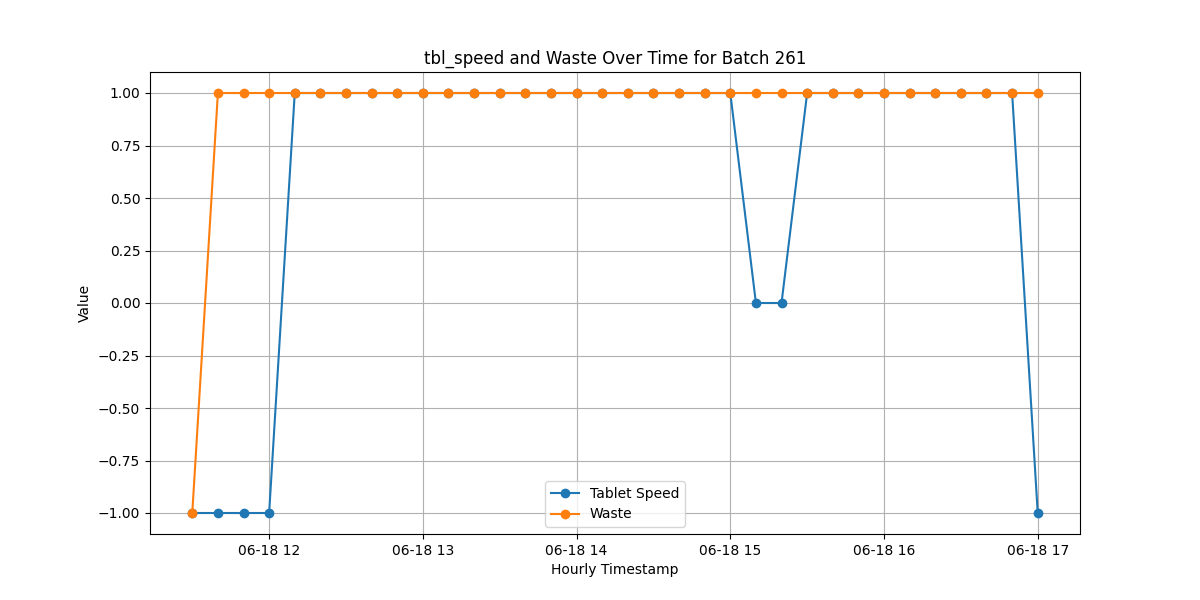 tbl_speed and Waste Over Time for Batch 261
1.00
0.75
0.50
0.25
0.00
−0.25
−0.50
−0.75
−1.00
Value
Tablet Speed
Waste
06-18 12 06-18 13 06-18 14 06-18 15 06-18 16 06-18 17
Hourly Timestamp